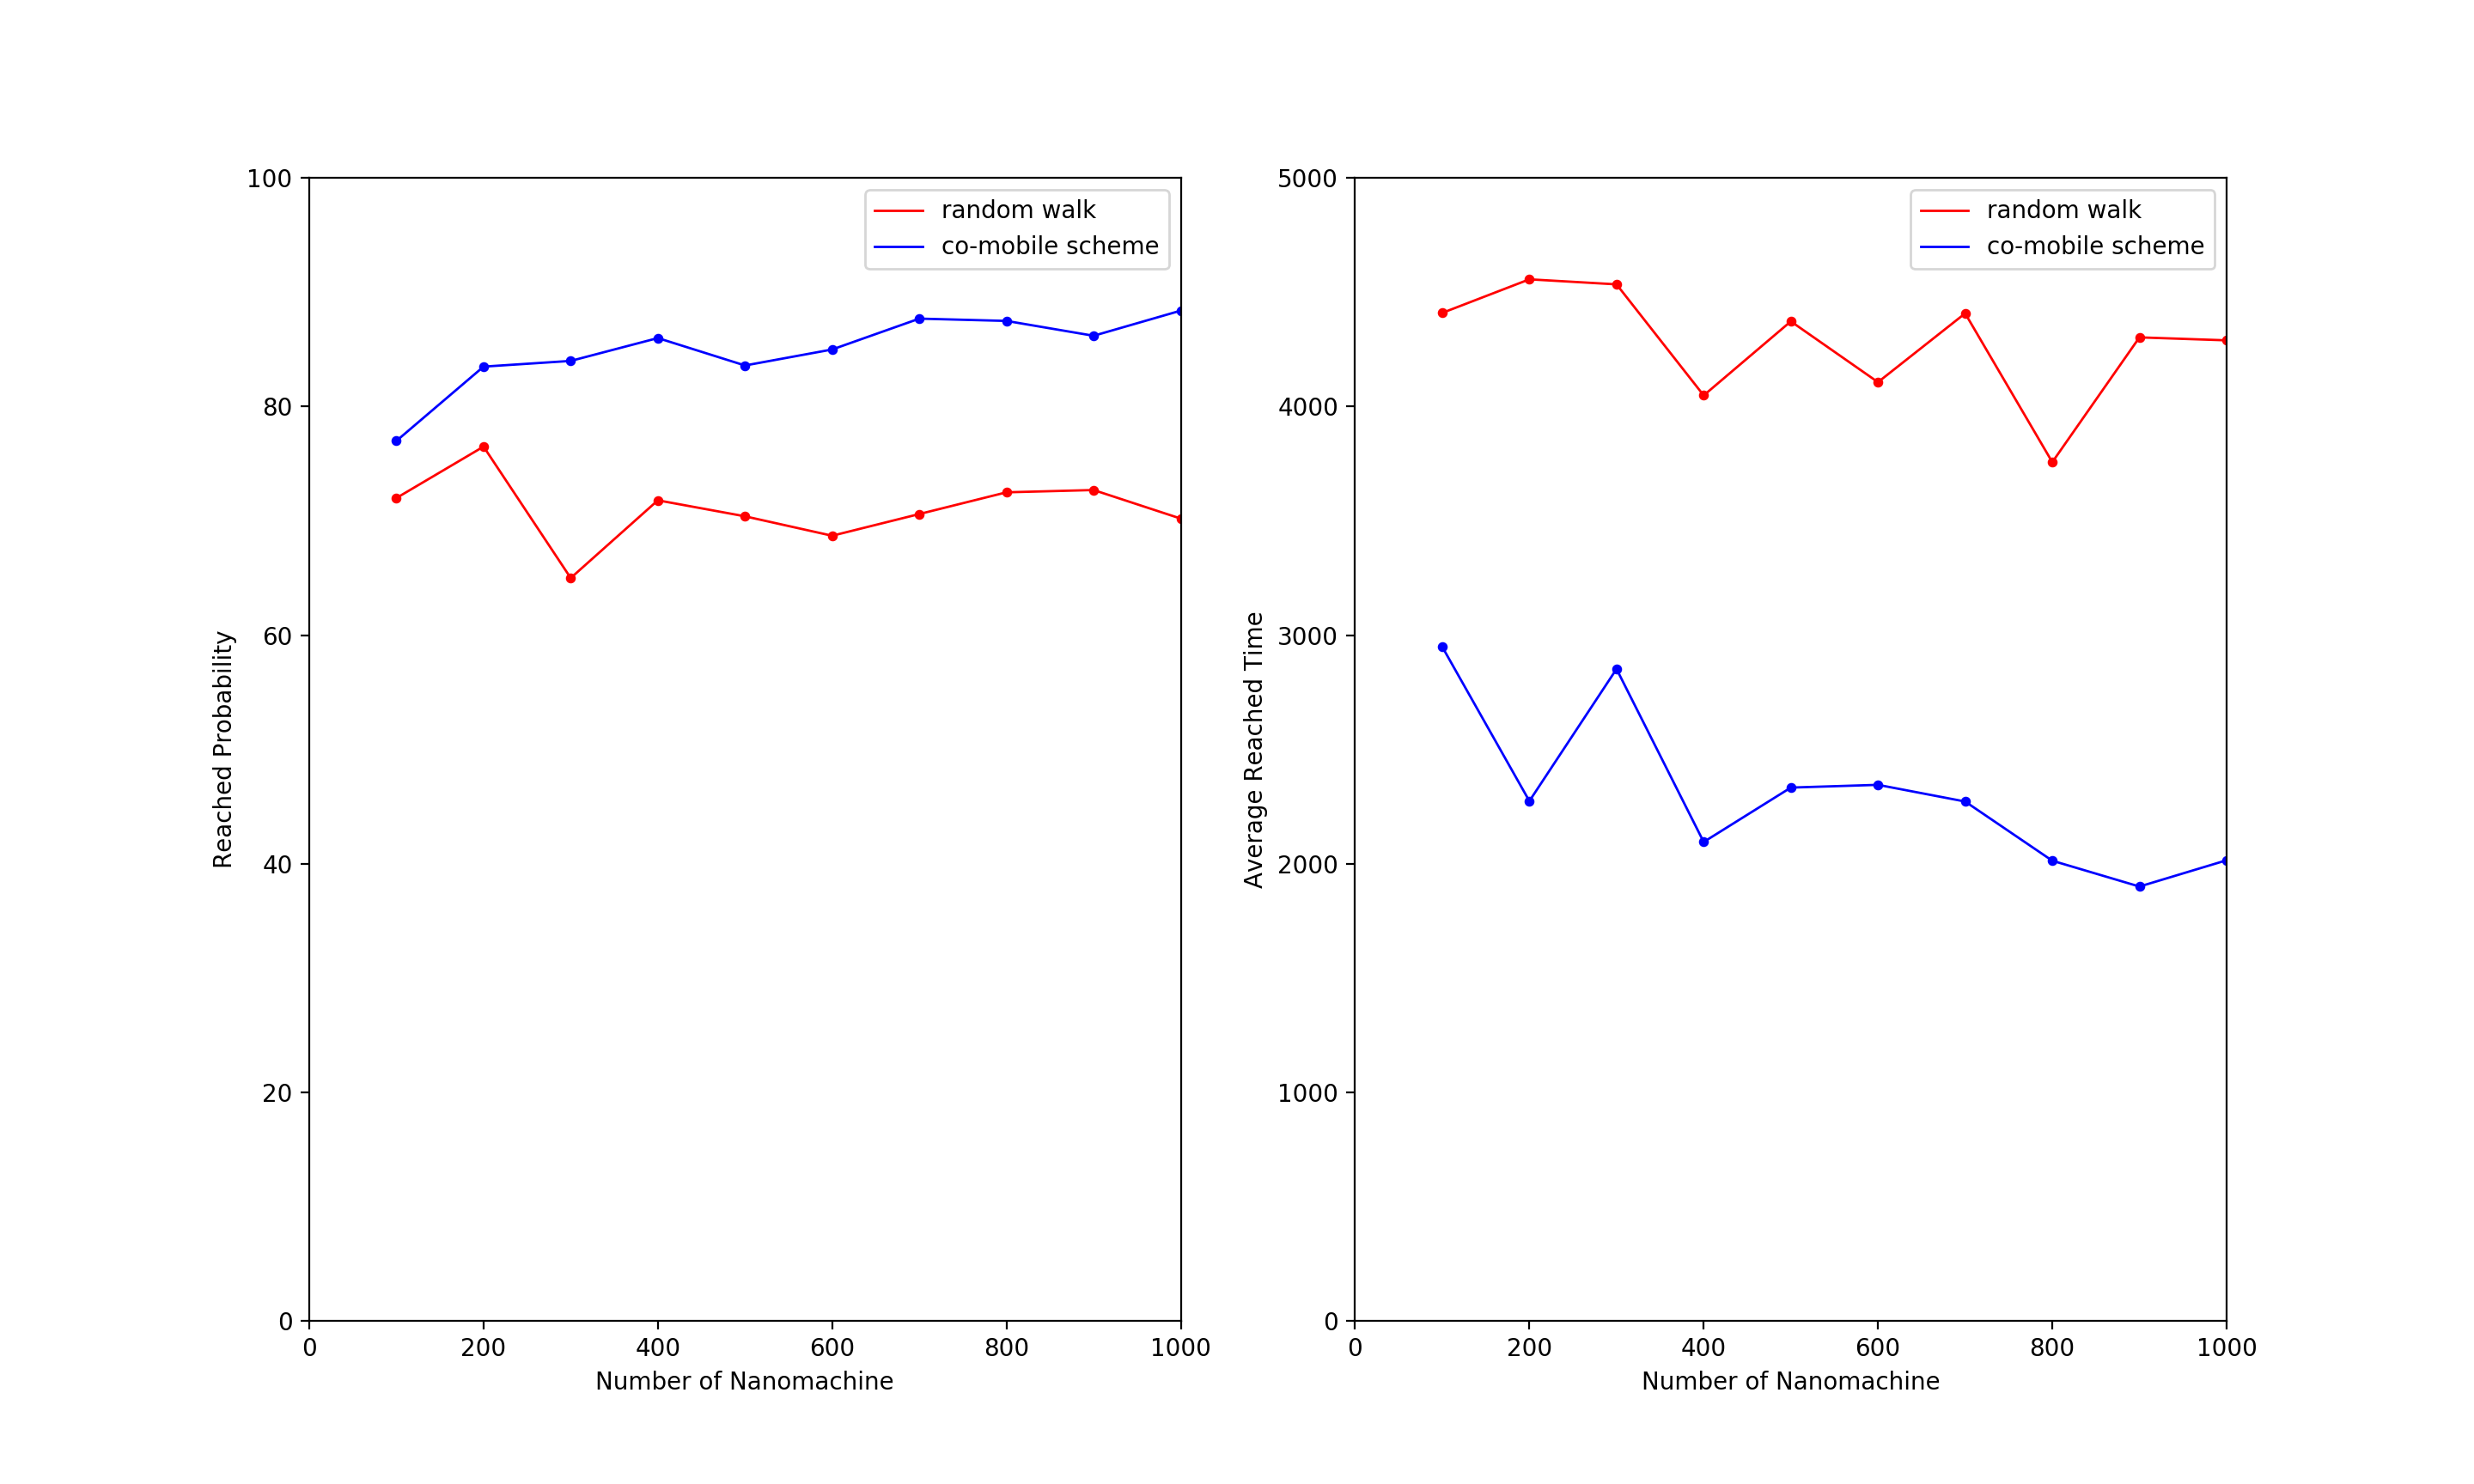 100
80
60
40
20
0
Reached Probability
random walk
co-mobile scheme
0 200 400 600 800 1000
Number of Nanomachine
5000
4000
3000
2000
1000
0
Average Reached Time
random walk
co-mobile scheme
0 200 400 600 800 1000
Number of Nanomachine